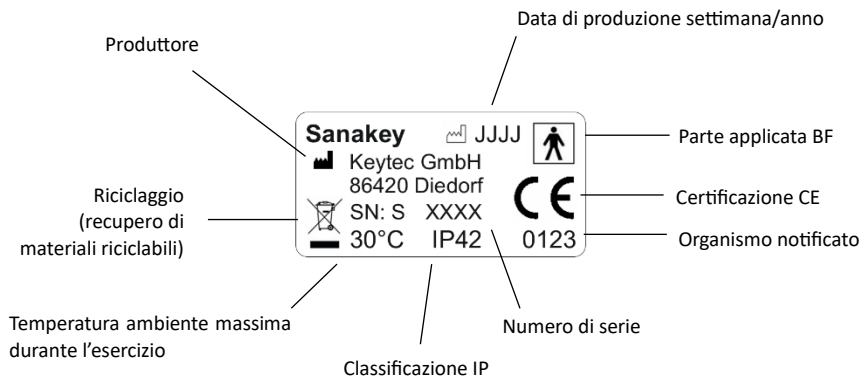 Data di produzione settimana/anno
Produttore
Sanakey JJJJ
Parte applicata BF
Keytec GmbH
86420 Diedorf
Riciclaggio
(recupero di
materiali riciclabili)
CE
Certificazione CE
SN: S XXXX
30°C IP42 0123
Organismo notificato
Temperatura ambiente massima
durante l'esercizio
Numero di serie
Classificazione IP